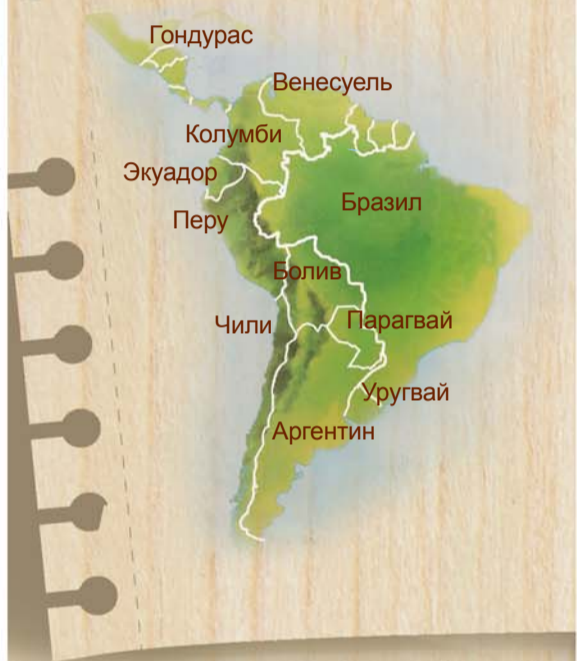 Гондурас
Венесуель
Колумби
Экуадор
Бразил
Перу
Болив
Чили
Парагвай
Уругвай
Аргентин